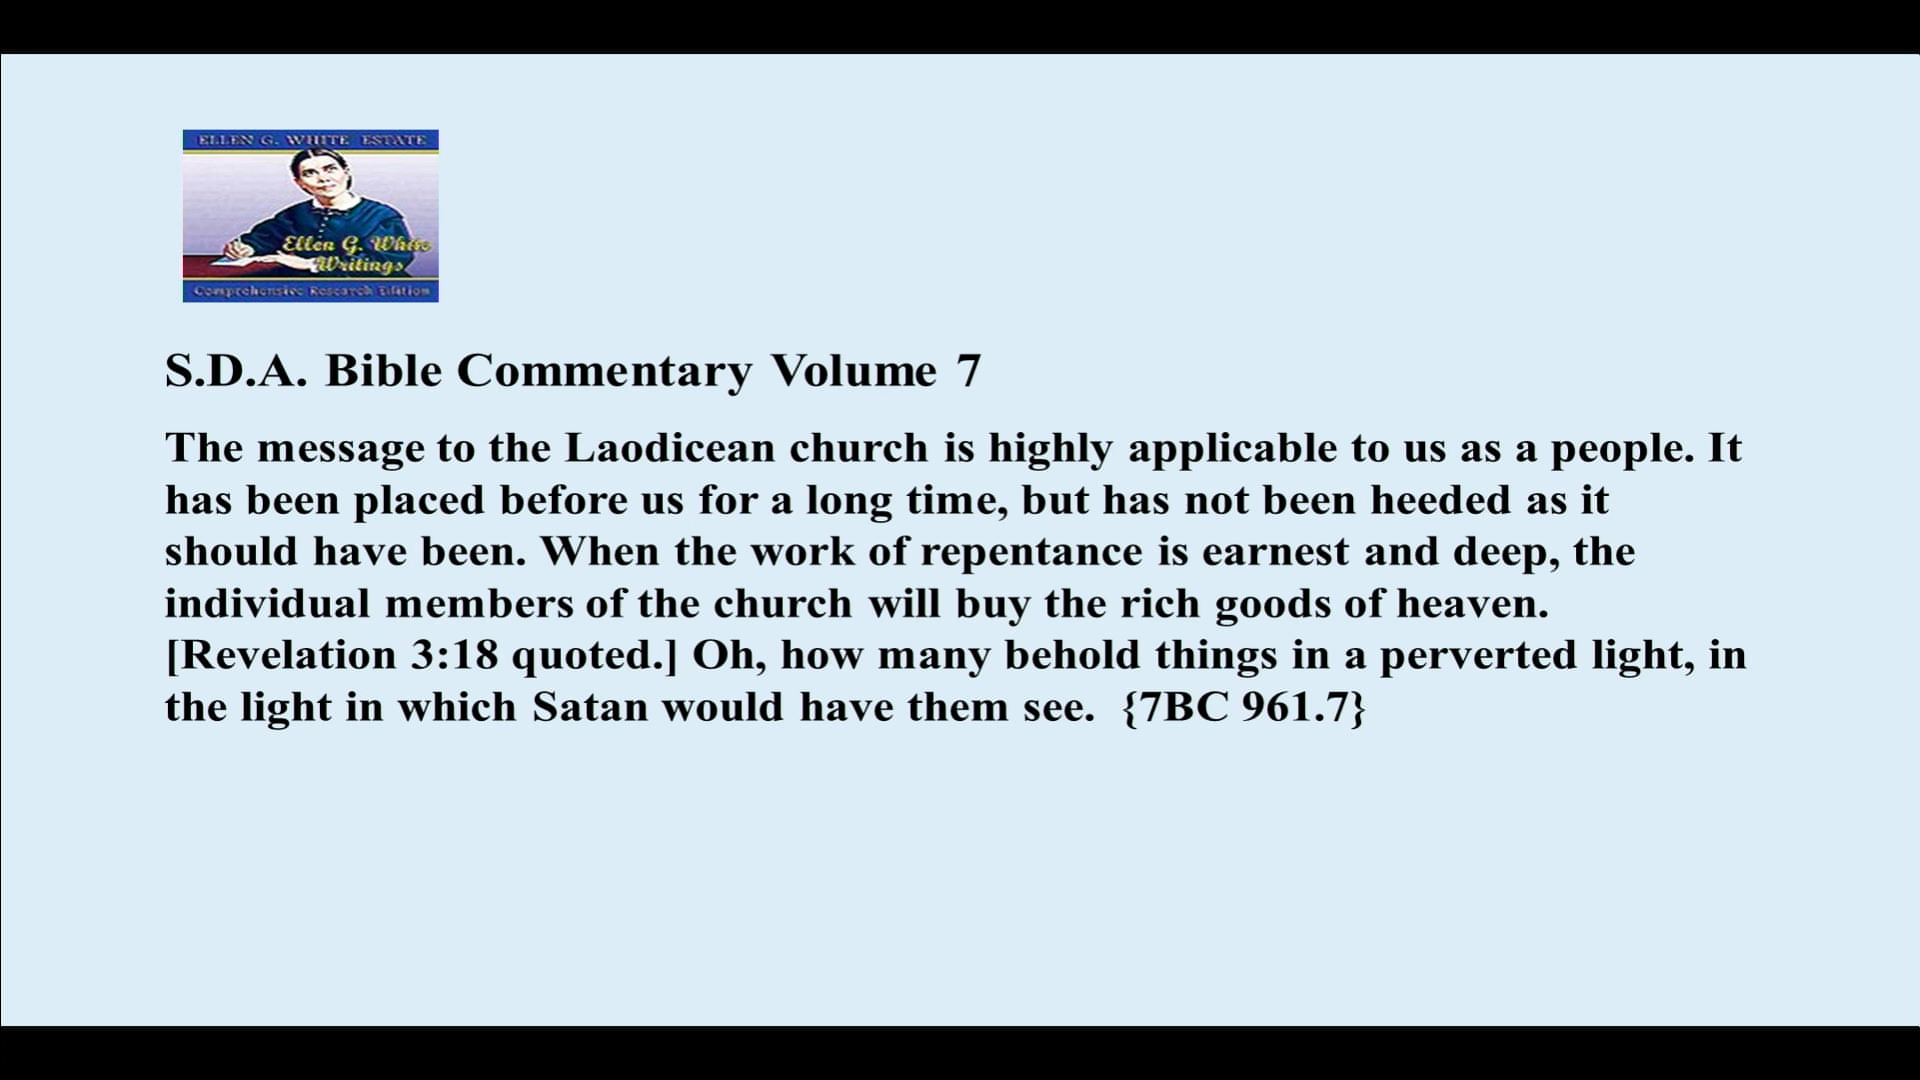 ELLEN G. WHITE ESTATE
Ellen G. White
Writings
Comprehensive Research Edition
S.D.A. Bible Commentary Volume 7
The message to the Laodicean church is highly applicable to us as a people. It
has been placed before us for a long time, but has not been heeded as it
should have been. When the work of repentance is earnest and deep, the
individual members of the church will buy the rich goods of heaven.
[Revelation 3:18 quoted.] Oh, how many behold things in a perverted light, in
the light in which Satan would have them see. {7BC 961.7}